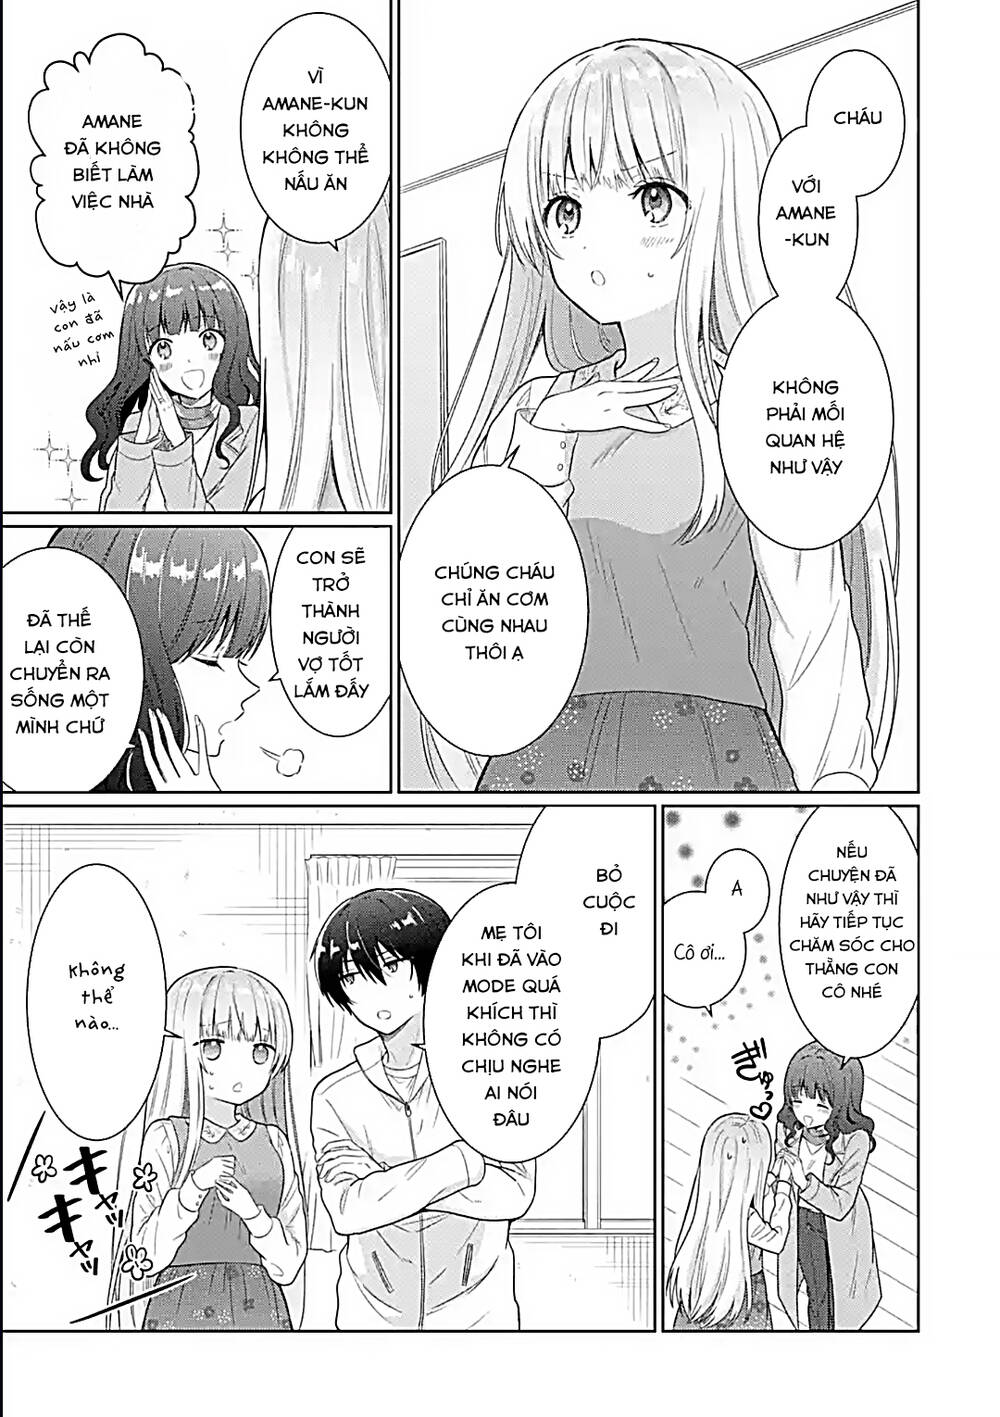 CHÁU
VỚI
AMANE
-KUN
KHÔNG
PHẢI MỐI
QUAN HỆ
NHƯ VẬY
CHÚNG CHÁU
CHỈ ĂN CƠM
CÙNG NHAU
THÔI Ạ
VÌ
AMANE-KUN
KHÔNG
KHÔNG THỂ
NẤU ĂN
AMANE
ĐÃ KHÔNG
BIẾT LÀM
VIỆC NHÀ
vậy là
con đã
nấu cơm
nhỉ
CON SẼ
TRỞ
THÀNH
NGƯỜI
VỢ TỐT
LẮM ĐẤY
ĐÃ THẾ
LẠI CÒN
CHUYỂN RA
SỐNG MỘT
MÌNH CHỨ
NẾU
CHUYỆN ĐÃ
NHƯ VẬY THÌ
HÃY TIẾP TỤC
CHĂM SÓC CHO
THẰNG CON
CÔ NHÉ
A
Cô ơi...
ぎゅっ♡
BỎ
CUỘC
ĐI
MẸ TÔI
KHI ĐÃ VÀO
MODE QUÁ
KHÍCH THÌ
KHÔNG CÓ
CHỊU NGHE
AI NÓI
ĐÂU
Không
thể
nào...
キャッ
キャッ